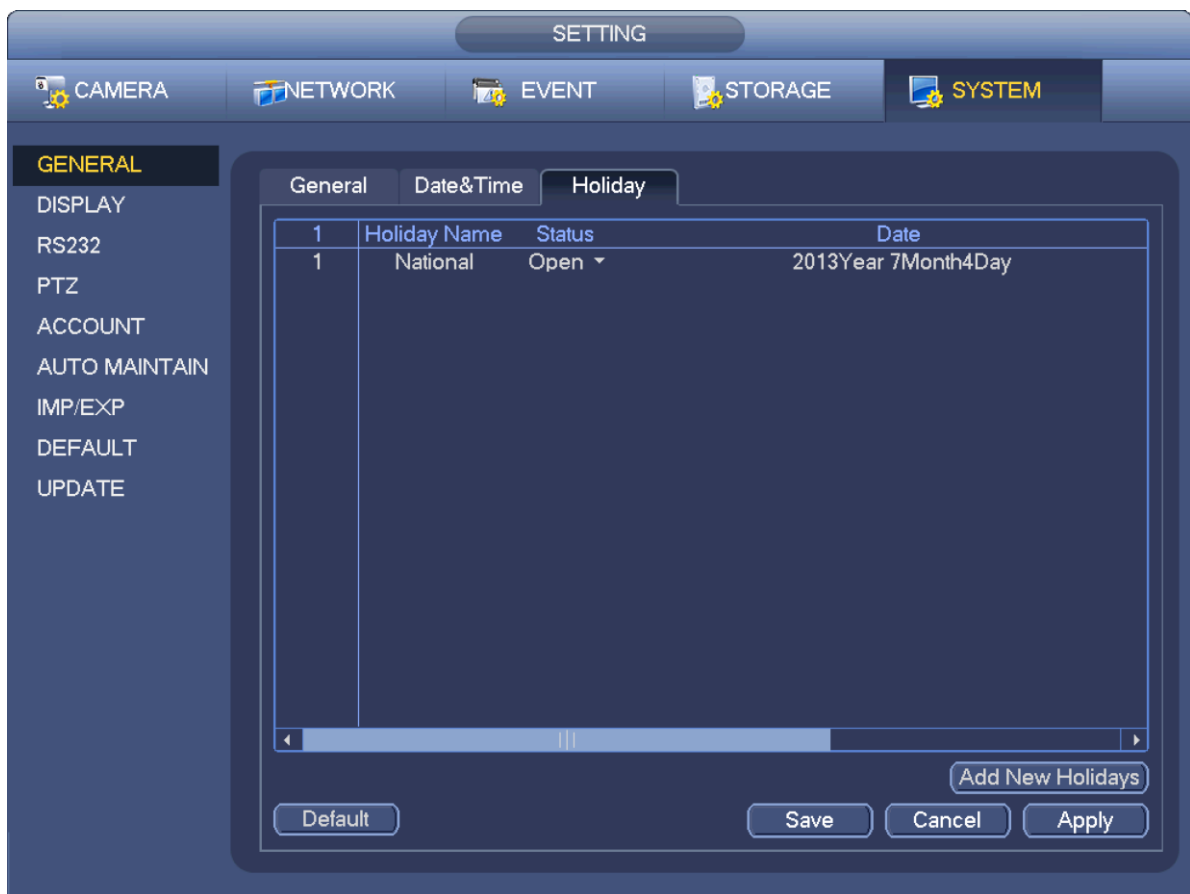 SETTING
CAMERA NETWORK EVENT STORAGE SYSTEM
GENERAL
DISPLAY
RS232
PTZ
ACCOUNT
AUTO MAINTAIN
IMP/EXP
DEFAULT
UPDATE
General Date&Time Holiday
1 Holiday Name Status Date
1 National Open 2013Year 7Month4Day
Add New Holidays
Default Save Cancel Apply